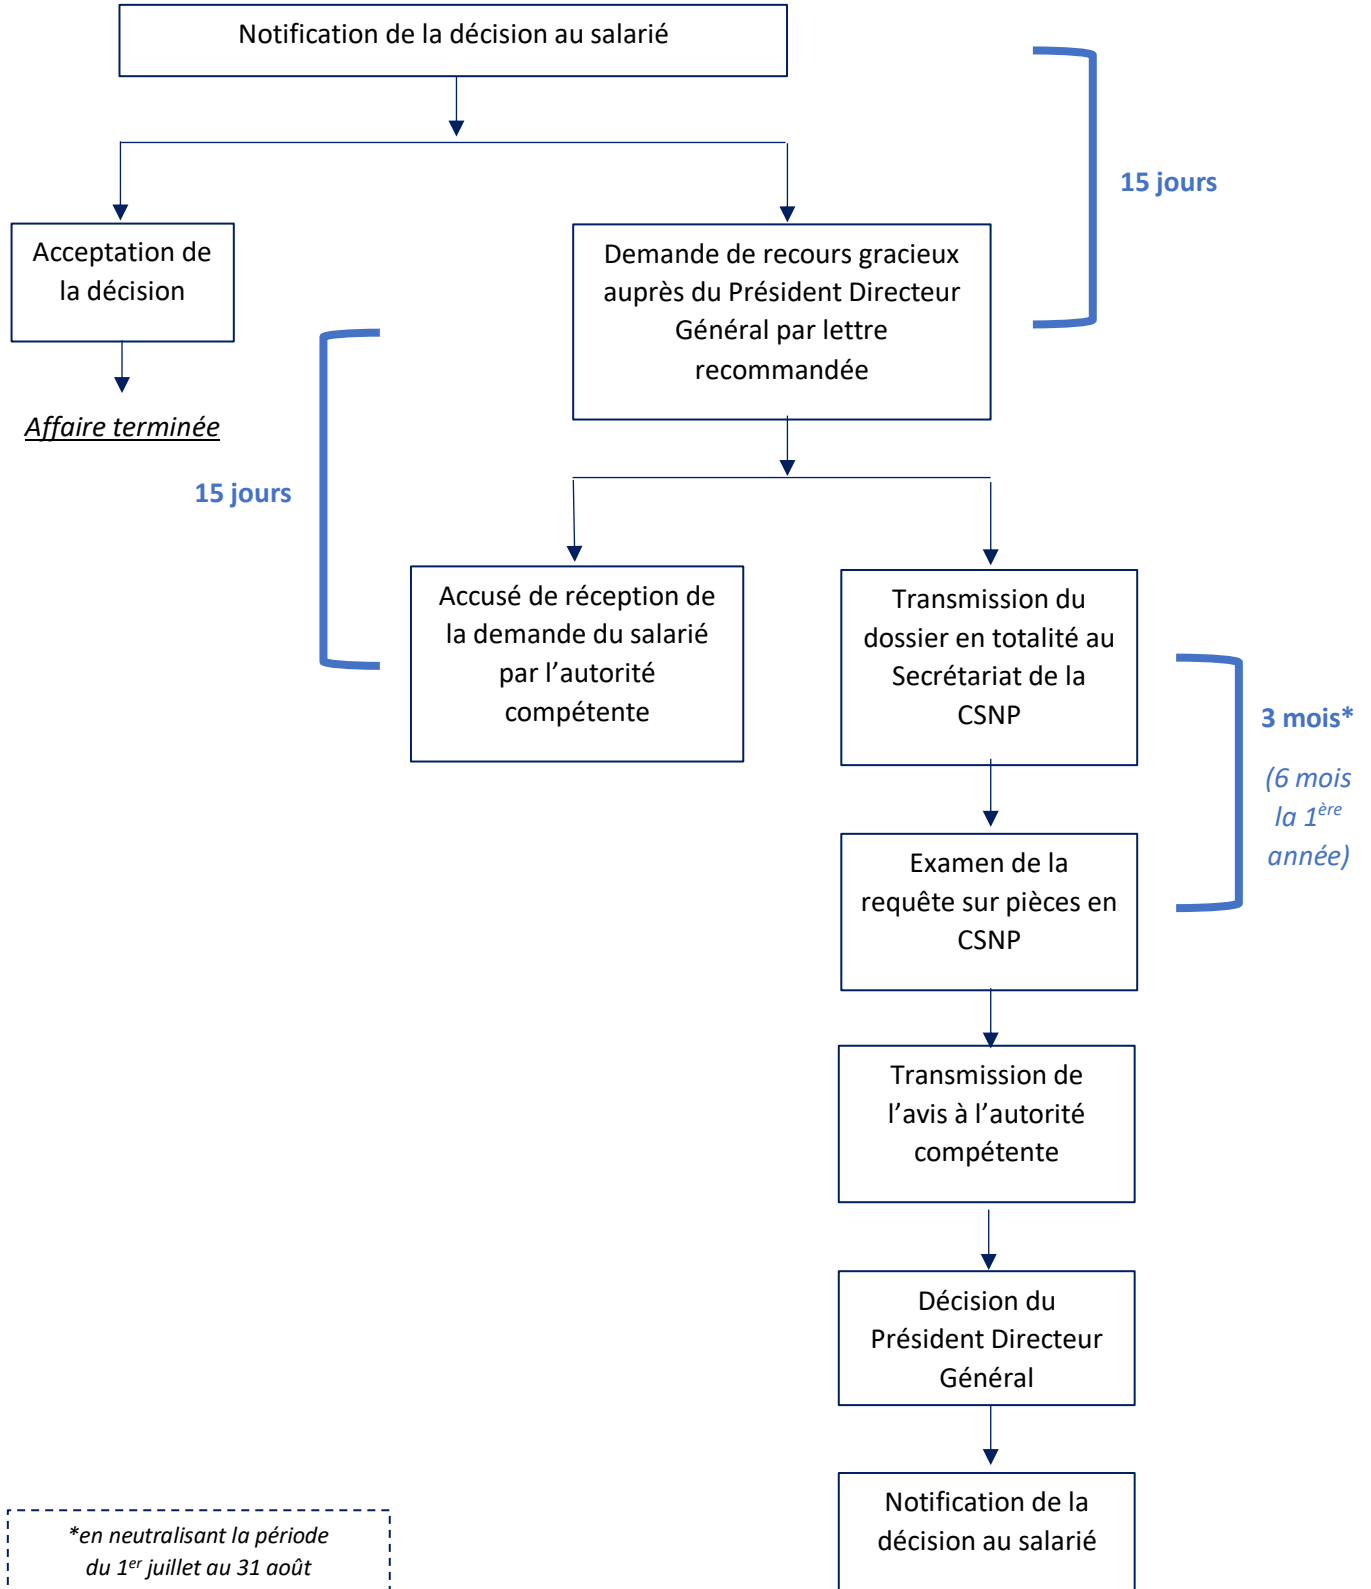 Notification de la décision au salarié
15 jours
Acceptation de
la décision
Affaire terminée
Demande de recours gracieux
auprès du Président Directeur
Général par lettre
recommandée
15 jours
Accusé de réception de
la demande du salarié
par l’autorité
compétente
Transmission du
dossier en totalité au
Secrétariat de la
CSNP
3 mois*
(6 mois
la 1ère
année)
Examen de la
requête sur pièces en
CSNP
Transmission de
l’avis à l’autorité
compétente
Décision du
Président Directeur
Général
Notification de la
décision au salarié
*en neutralisant la période
du 1er juillet au 31 août